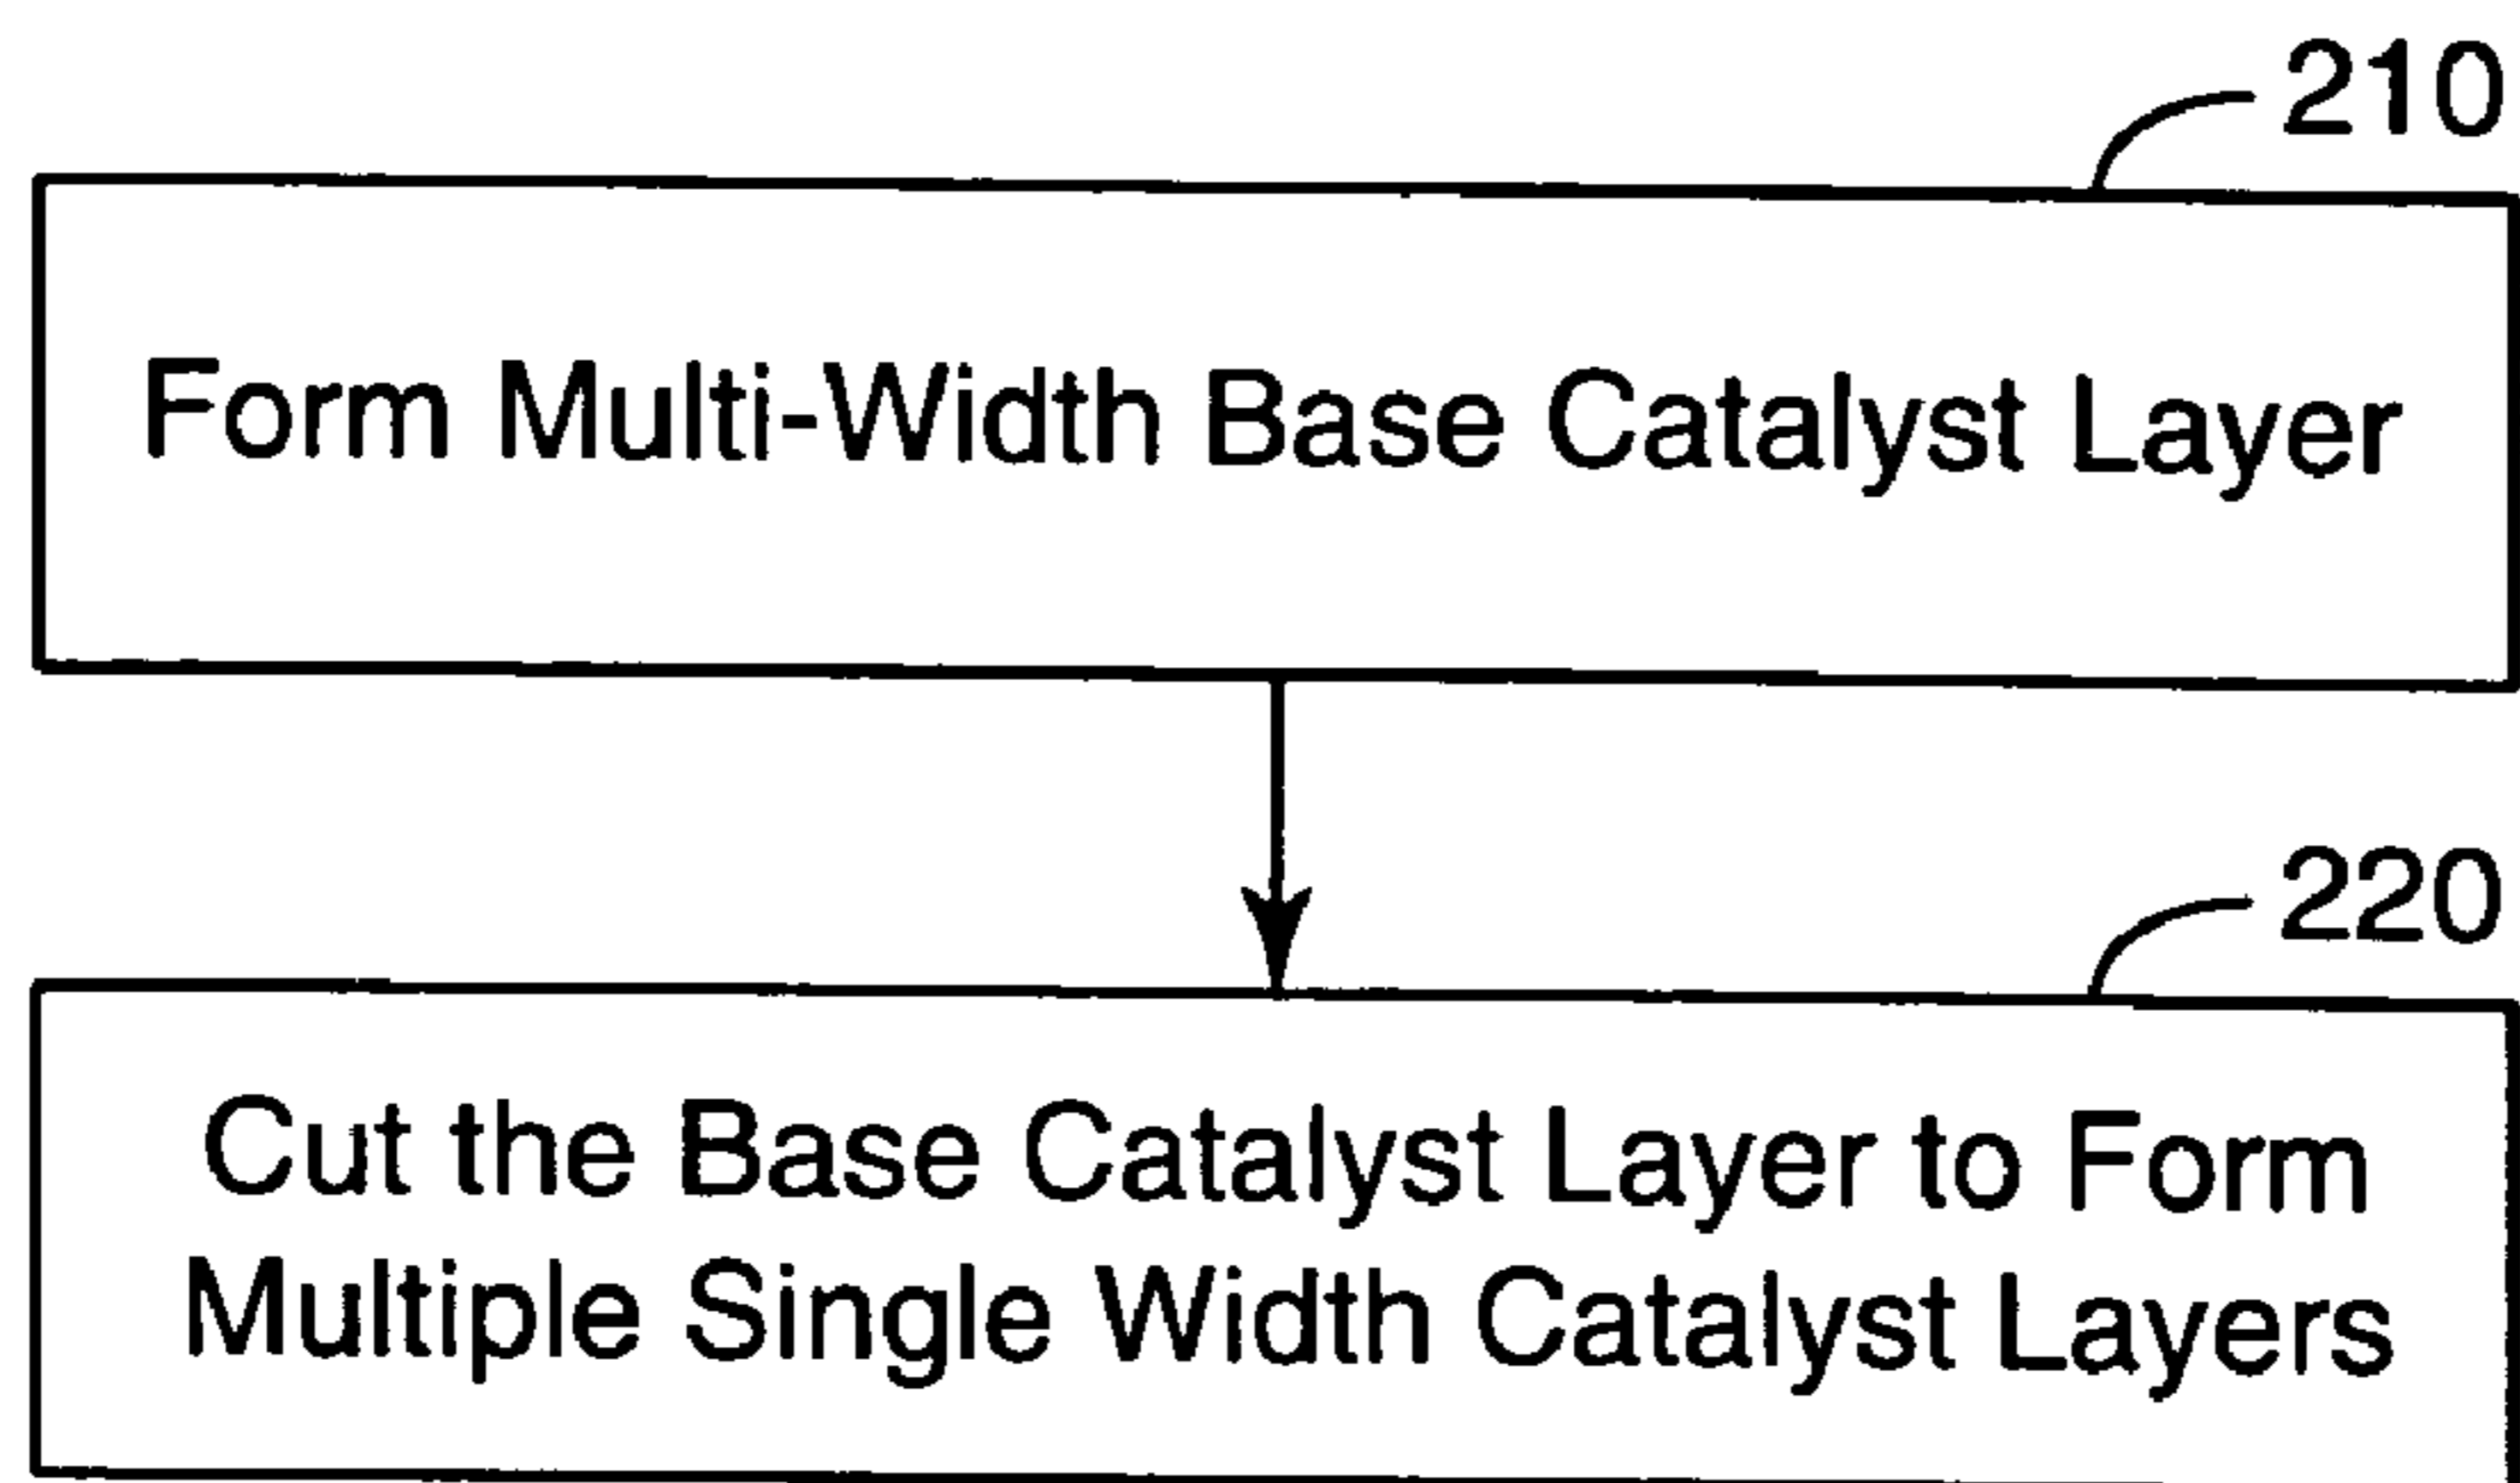 210
Form Multi-Width Base Catalyst Layer
220
Cut the Base Catalyst Layer to Form
Multiple Single Width Catalyst Layers